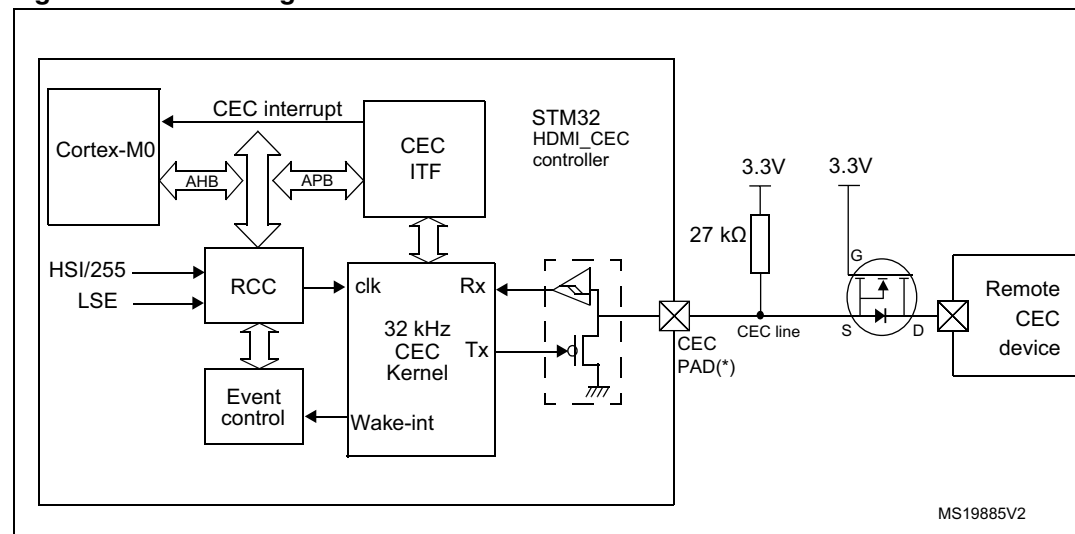 CEC interrupt
Cortex-M0
CEC
ITF
AHB
APB
STM32
HDMI_CEC
controller
3.3V
3.3V
27 kΩ
HSI/255
LSE
RCC
clk
Rx
32 kHz
CEC
Kernel
Tx
Wake-int
Event
control
CEC
PAD(*)
CEC line
G
S
D
Remote
CEC
device
MS19885V2